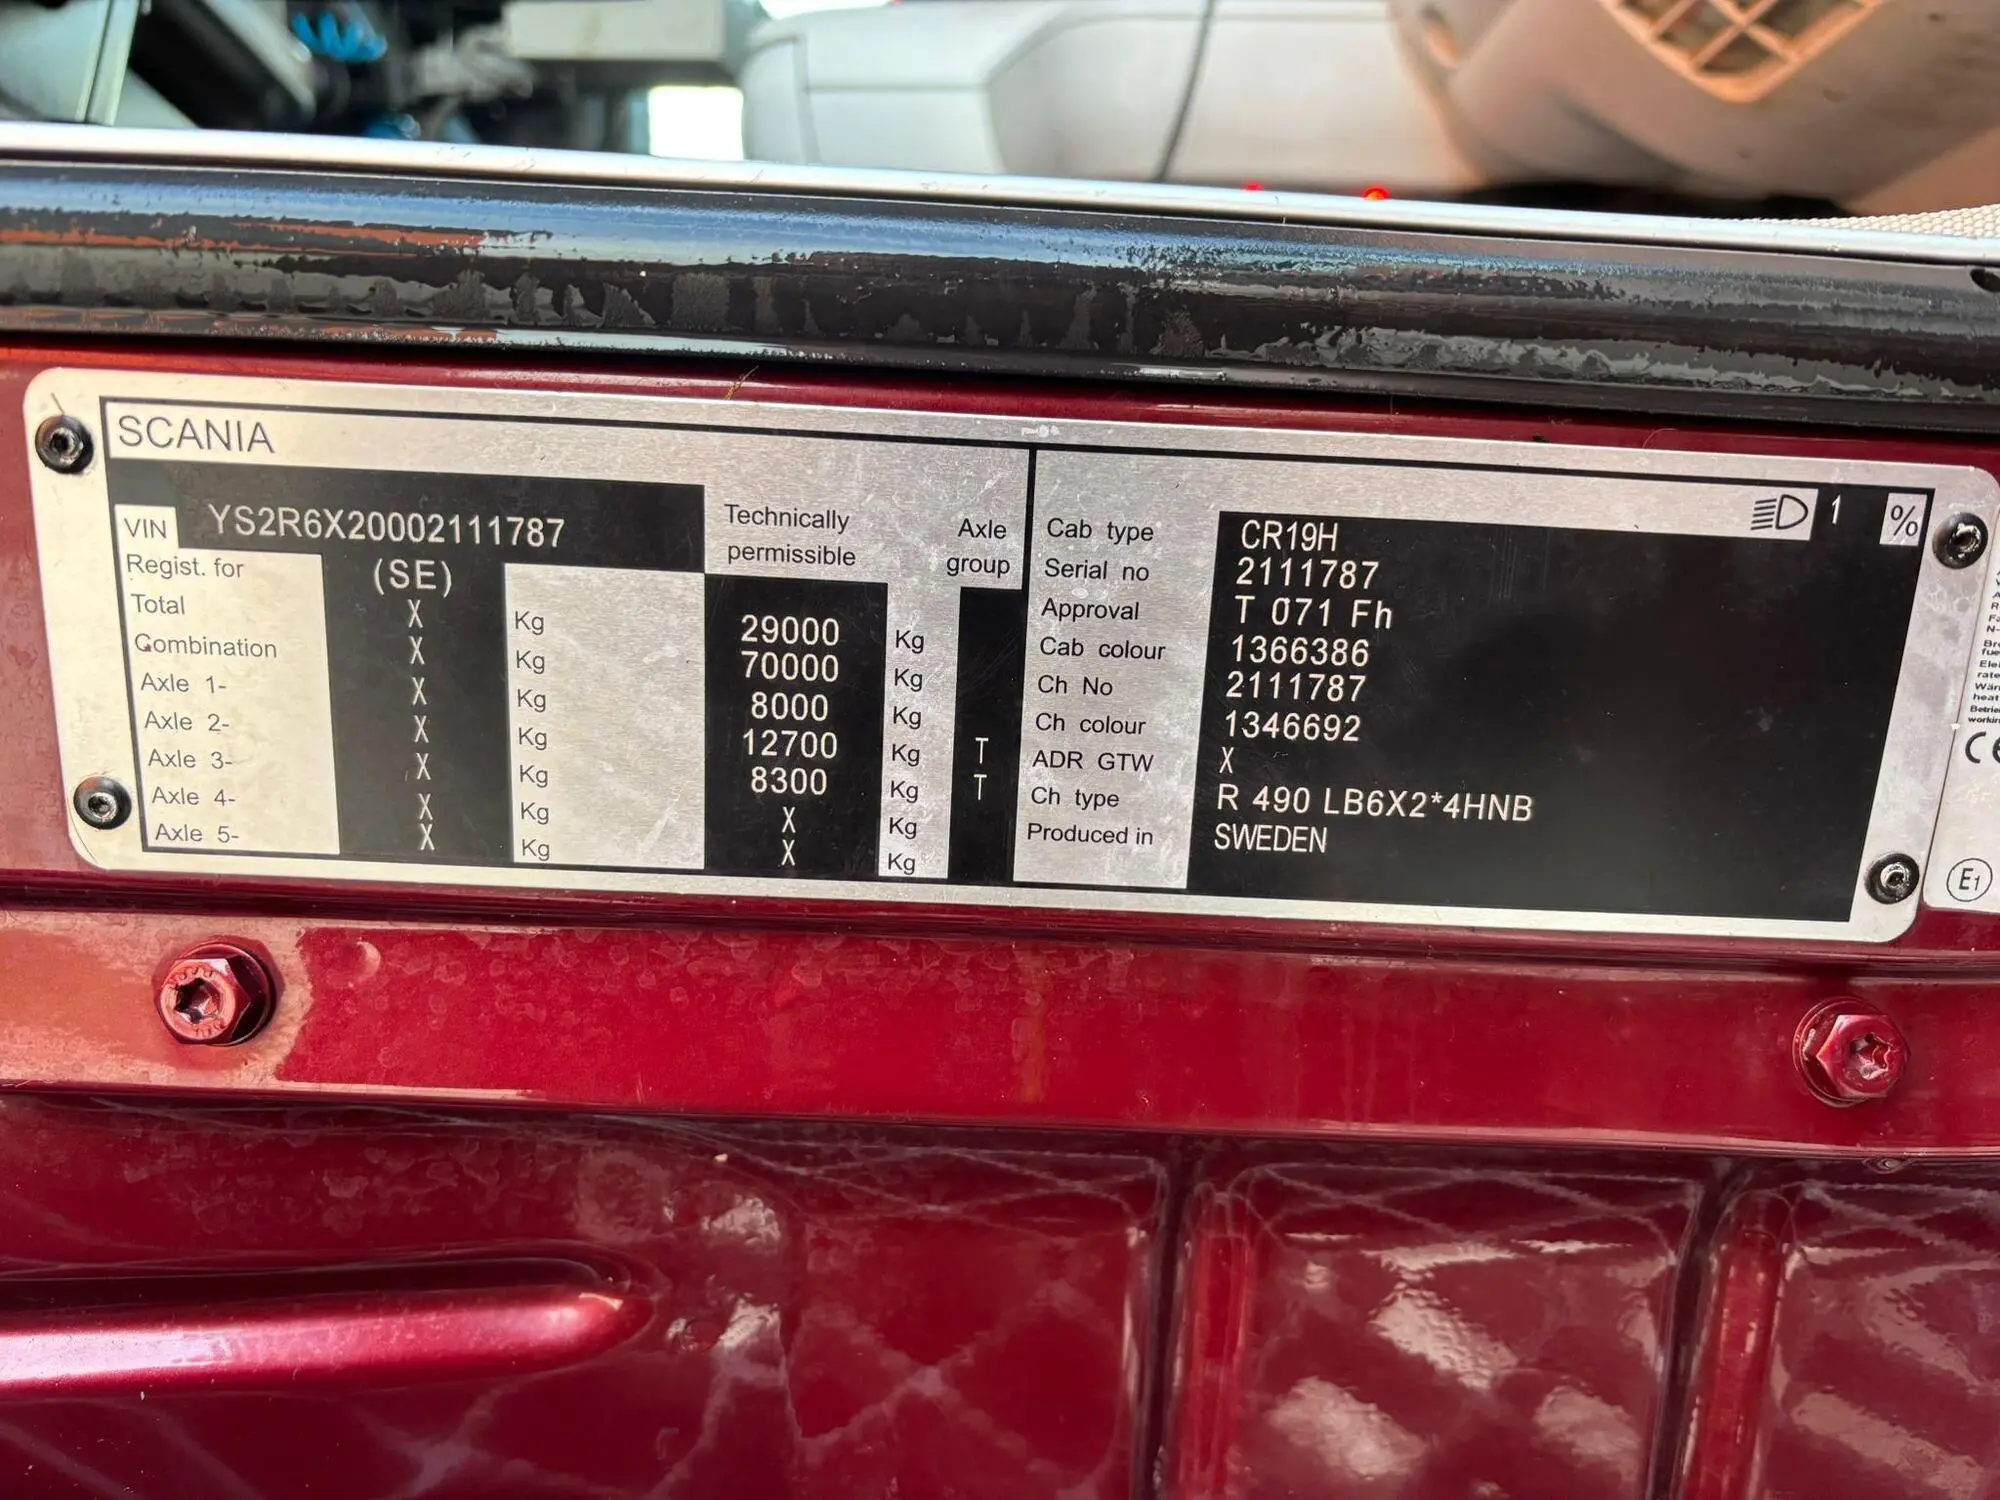 SCANIA
VIN YS2R6X20002111787
Regist. for (SE)
Technically permissible
Axle group
Total X Kg 29000 Kg
Combination X Kg 70000 Kg
Axle 1- X Kg 8000 Kg
Axle 2- X Kg 12700 Kg T
Axle 3- X Kg 8300 Kg T
Axle 4- X Kg X Kg
Axle 5- X Kg X Kg
1 %
Cab type CR19H
Serial no 2111787
Approval T 071 Fh
Cab colour 1366386
Ch No 2111787
Ch colour 1346692
ADR GTW X
Ch type R 490 LB6X2*4HNB
Produced in SWEDEN
CE
E1